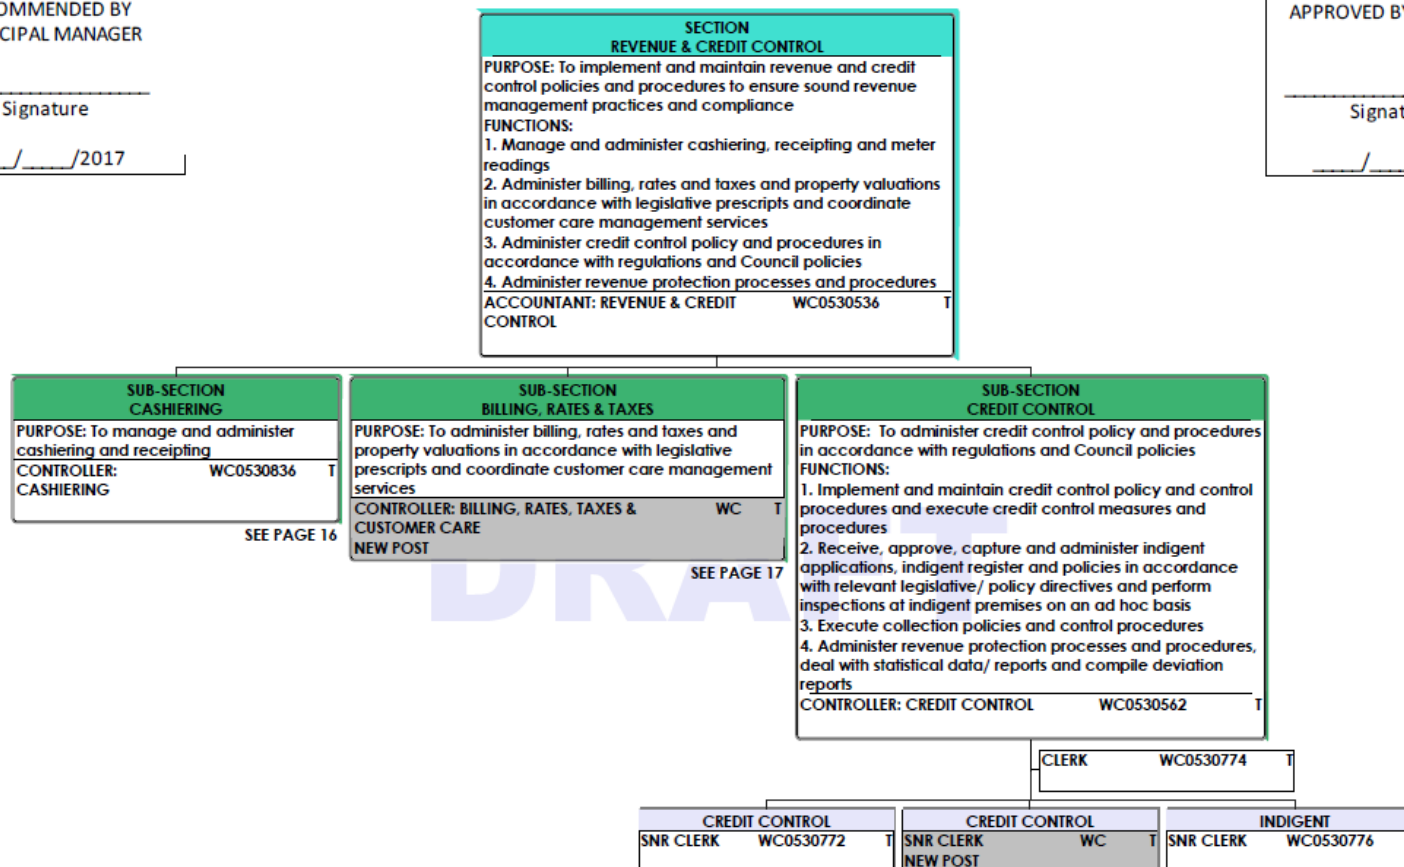 OMMENDED BY
CIPAL MANAGER
Signature
_/_____/2017
APPROVED BY
Signat
_____/___
SECTION
REVENUE & CREDIT CONTROL
PURPOSE: To implement and maintain revenue and credit
control policies and procedures to ensure sound revenue
management practices and compliance
FUNCTIONS:
1. Manage and administer cashiering, receipting and meter
readings
2. Administer billing, rates and taxes and property valuations
in accordance with legislative prescripts and coordinate
customer care management services
3. Administer credit control policy and procedures in
accordance with regulations and Council policies
4. Administer revenue protection processes and procedures
ACCOUNTANT: REVENUE & CREDIT WC0530536 T
CONTROL
SUB-SECTION
CASHIERING
PURPOSE: To manage and administer
cashiering and receipting
CONTROLLER: WC0530836 T
CASHIERING
SEE PAGE 16
SUB-SECTION
BILLING, RATES & TAXES
PURPOSE: To administer billing, rates and taxes and
property valuations in accordance with legislative
prescripts and coordinate customer care management
services
CONTROLLER: BILLING, RATES, TAXES & WC T
CUSTOMER CARE
NEW POST
SEE PAGE 17
SUB-SECTION
CREDIT CONTROL
PURPOSE: To administer credit control policy and procedures
in accordance with regulations and Council policies
FUNCTIONS:
1. Implement and maintain credit control policy and control
procedures and execute credit control measures and
procedures
2. Receive, approve, capture and administer indigent
applications, indigent register and policies in accordance
with relevant legislative/ policy directives and perform
inspections at indigent premises on an ad hoc basis
3. Execute collection policies and control procedures
4. Administer revenue protection processes and procedures,
deal with statistical data/ reports and compile deviation
reports
CONTROLLER: CREDIT CONTROL WC0530562 T
DRAFT
CLERK WC0530774 T
CREDIT CONTROL
SNR CLERK WC0530772 T
CREDIT CONTROL
SNR CLERK WC T
NEW POST
INDIGENT
SNR CLERK WC0530776